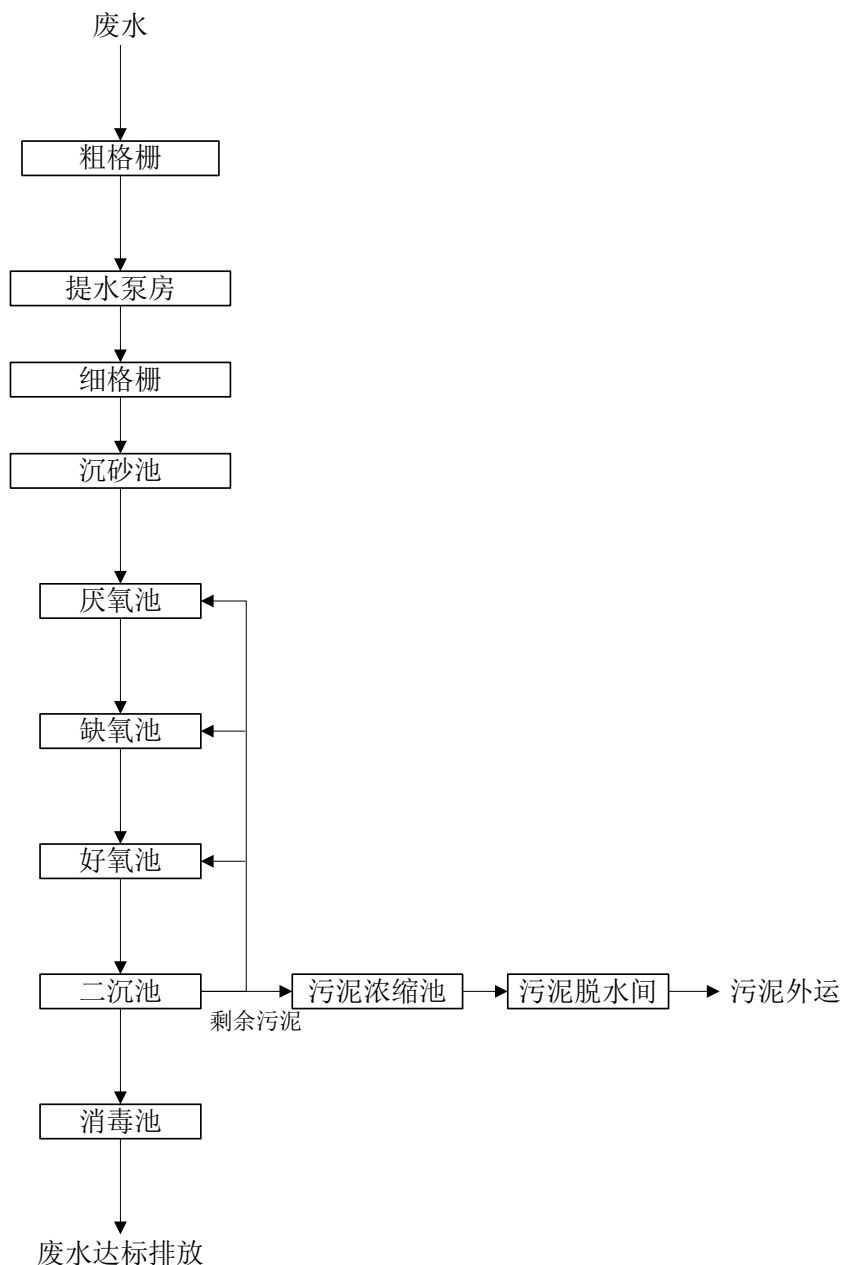 废水
粗格栅
提水泵房
细格栅
沉砂池
厌氧池
缺氧池
好氧池
二沉池
污泥浓缩池
污泥脱水间
污泥外运
剩余污泥
消毒池
废水达标排放